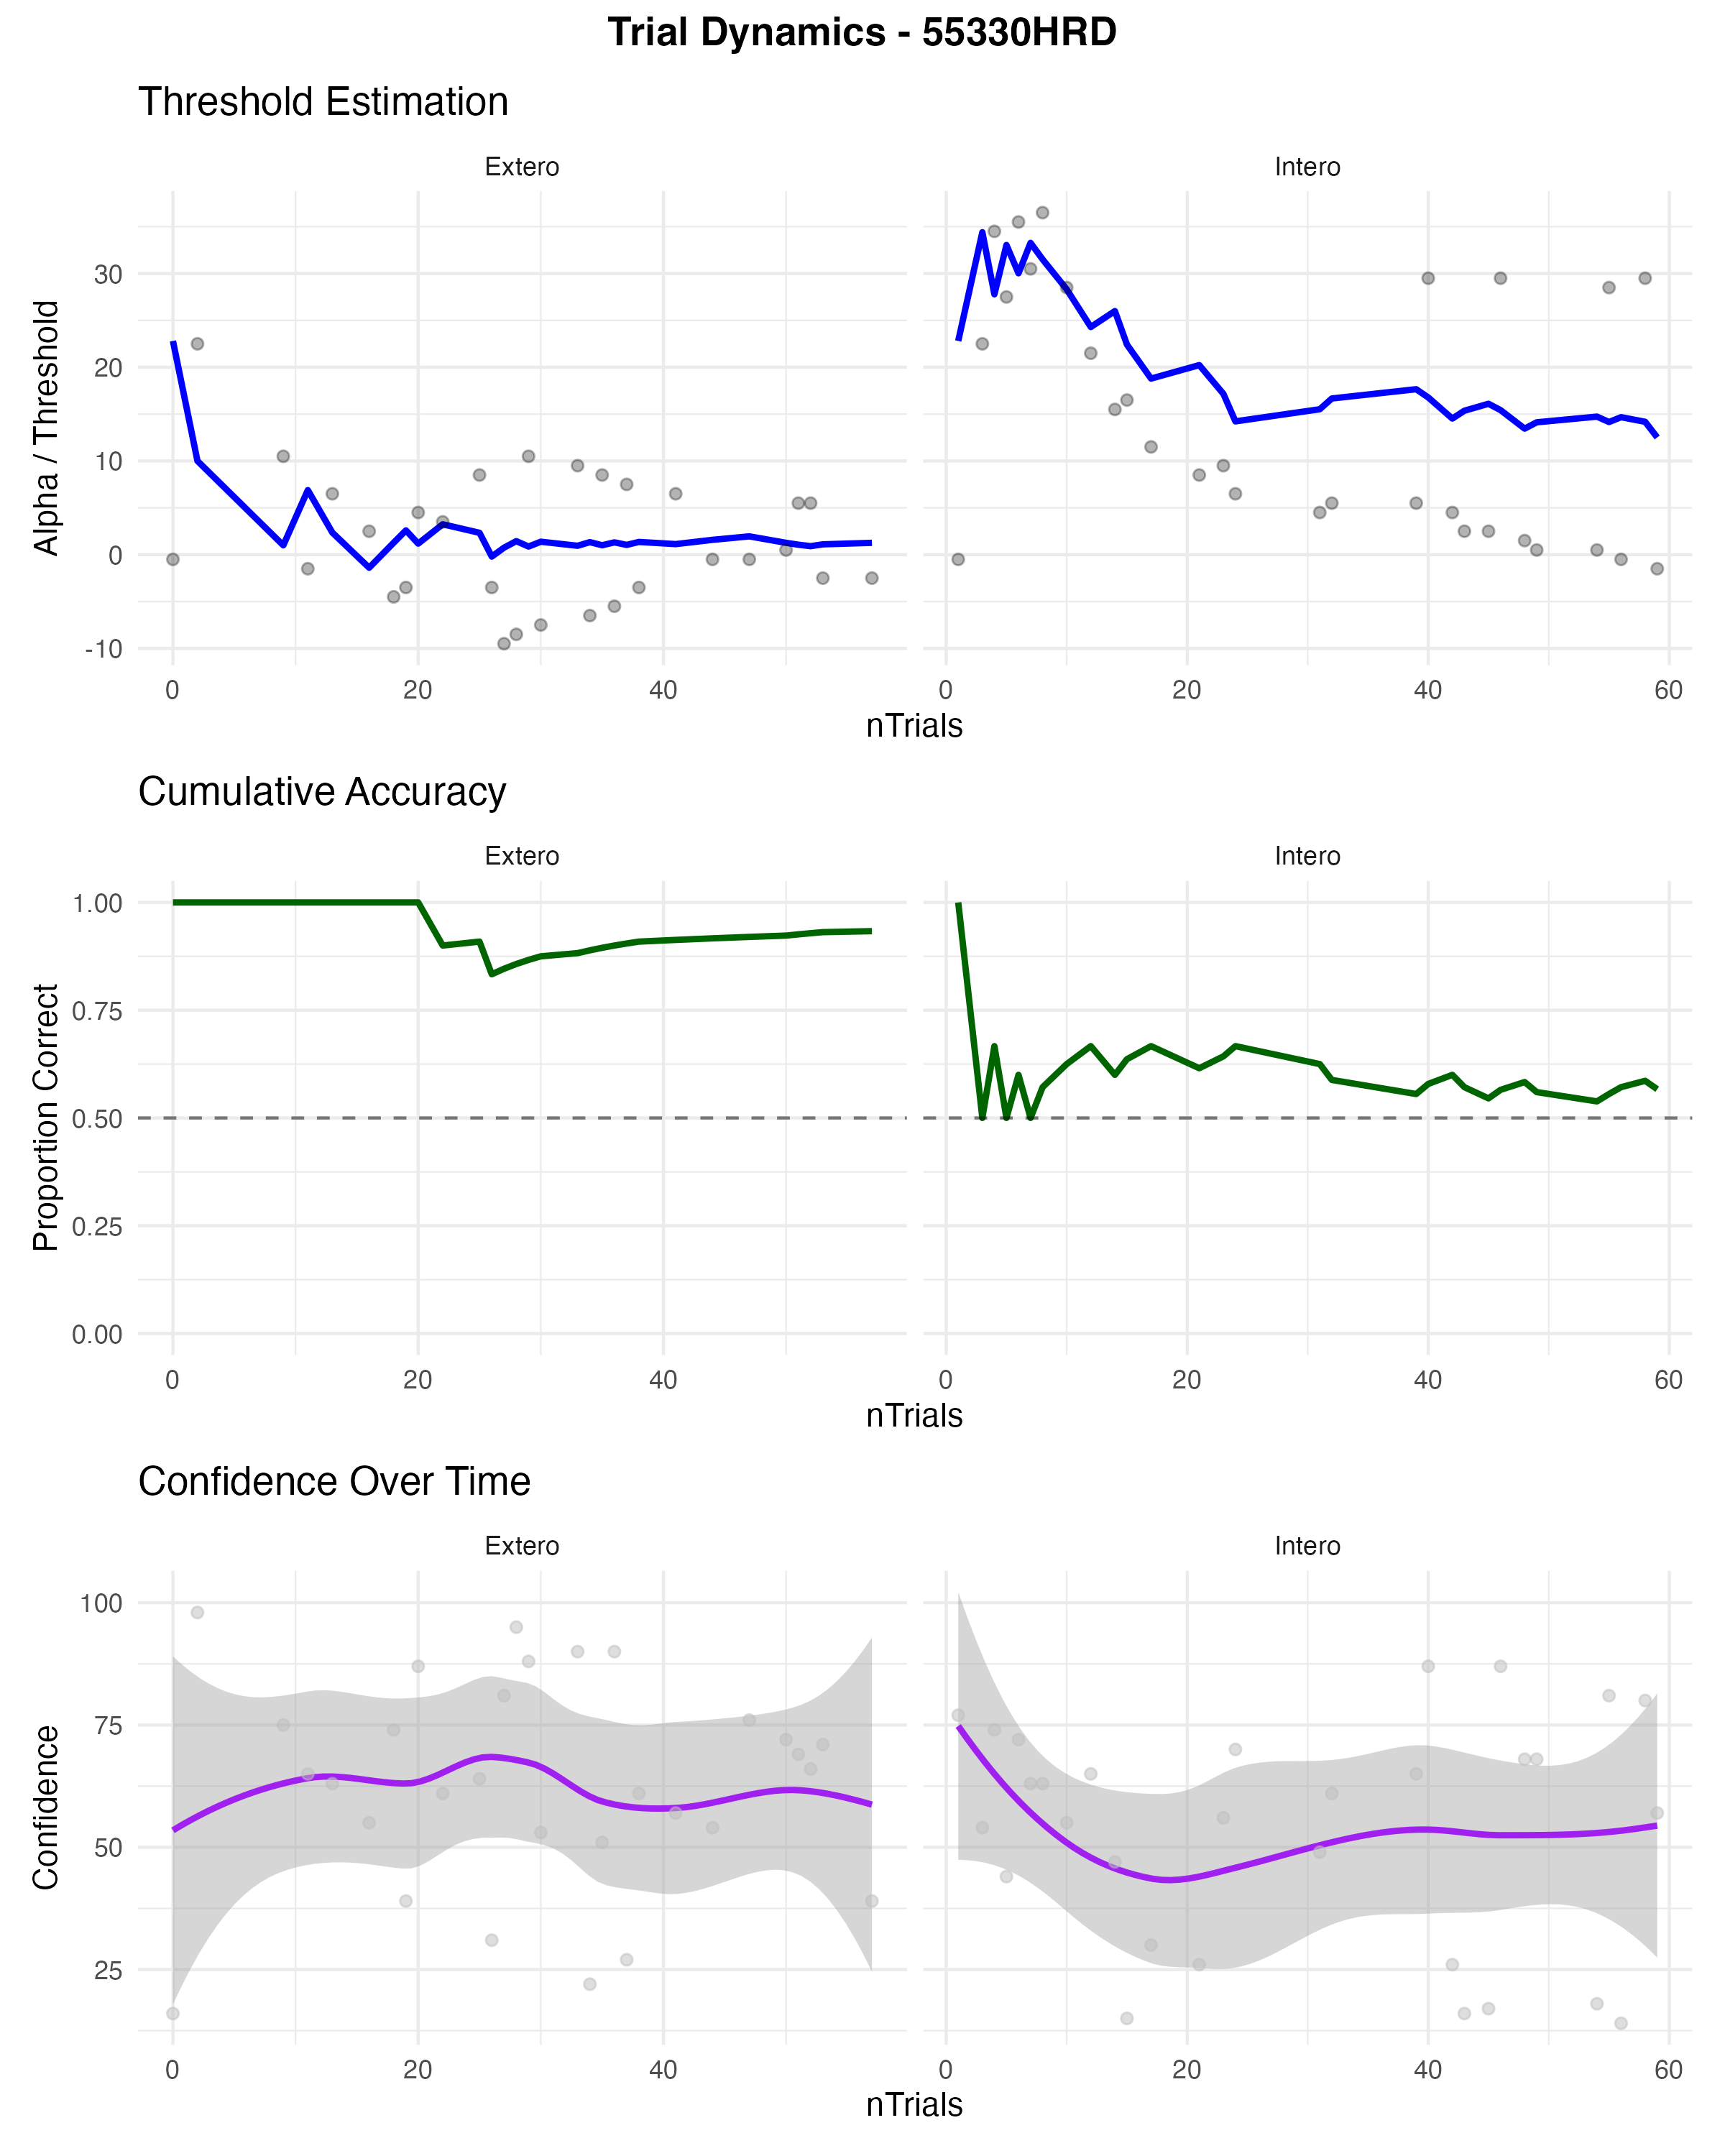 Trial Dynamics - 55330HRD
Threshold Estimation
Extero Intero
Alpha / Threshold
30
20
10
0
-10
0 20 40 0 20 40 60
nTrials
Cumulative Accuracy
Extero Intero
Proportion Correct
1.00
0.75
0.50
0.25
0.00
0 20 40 0 20 40 60
nTrials
Confidence Over Time
Extero Intero
Confidence
100
75
50
25
0 20 40 0 20 40 60
nTrials